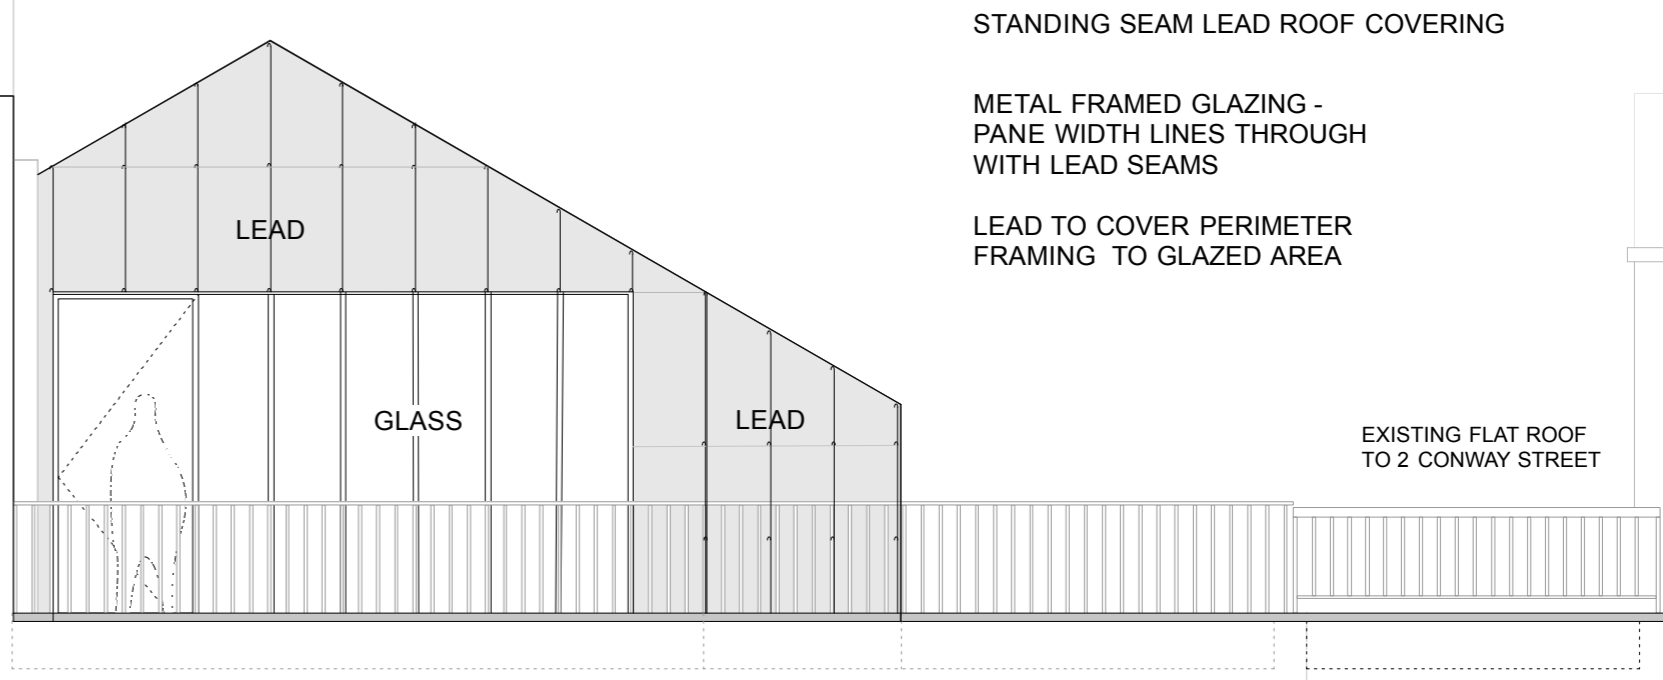 STANDING SEAM LEAD ROOF COVERING
METAL FRAMED GLAZING -
PANE WIDTH LINES THROUGH
WITH LEAD SEAMS
LEAD TO COVER PERIMETER
FRAMING TO GLAZED AREA
LEAD
GLASS
LEAD
EXISTING FLAT ROOF
TO 2 CONWAY STREET